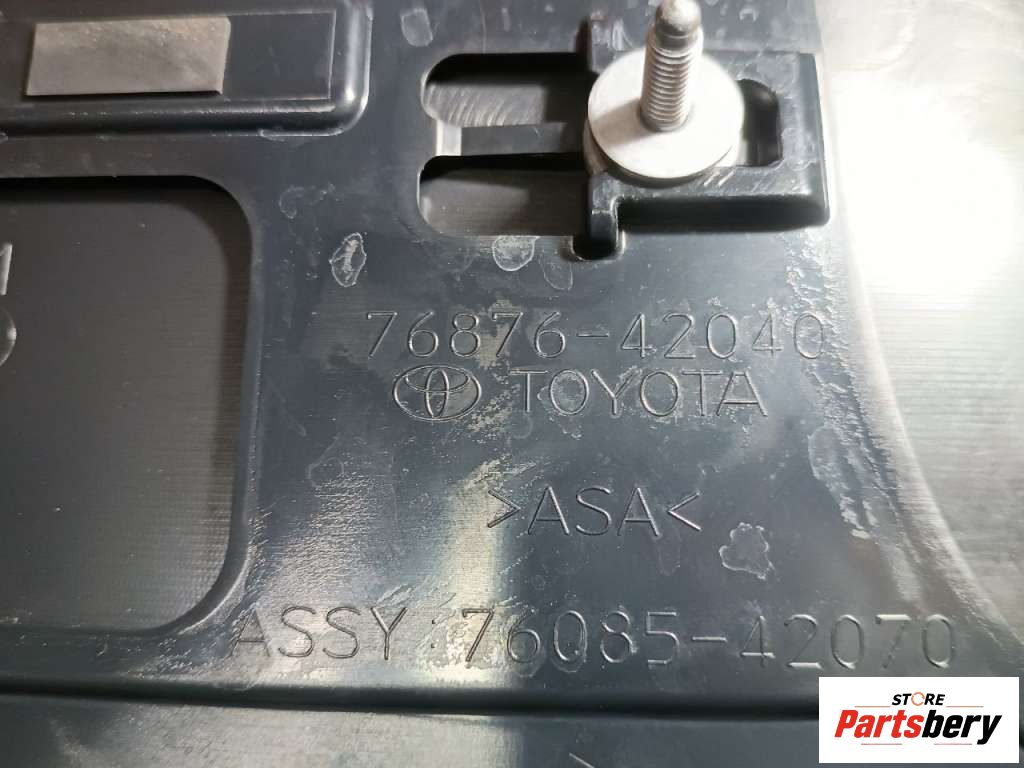 76876-42040
TOYOTA
>ASA<
ASSY 76085-42070
STORE
Partsbery